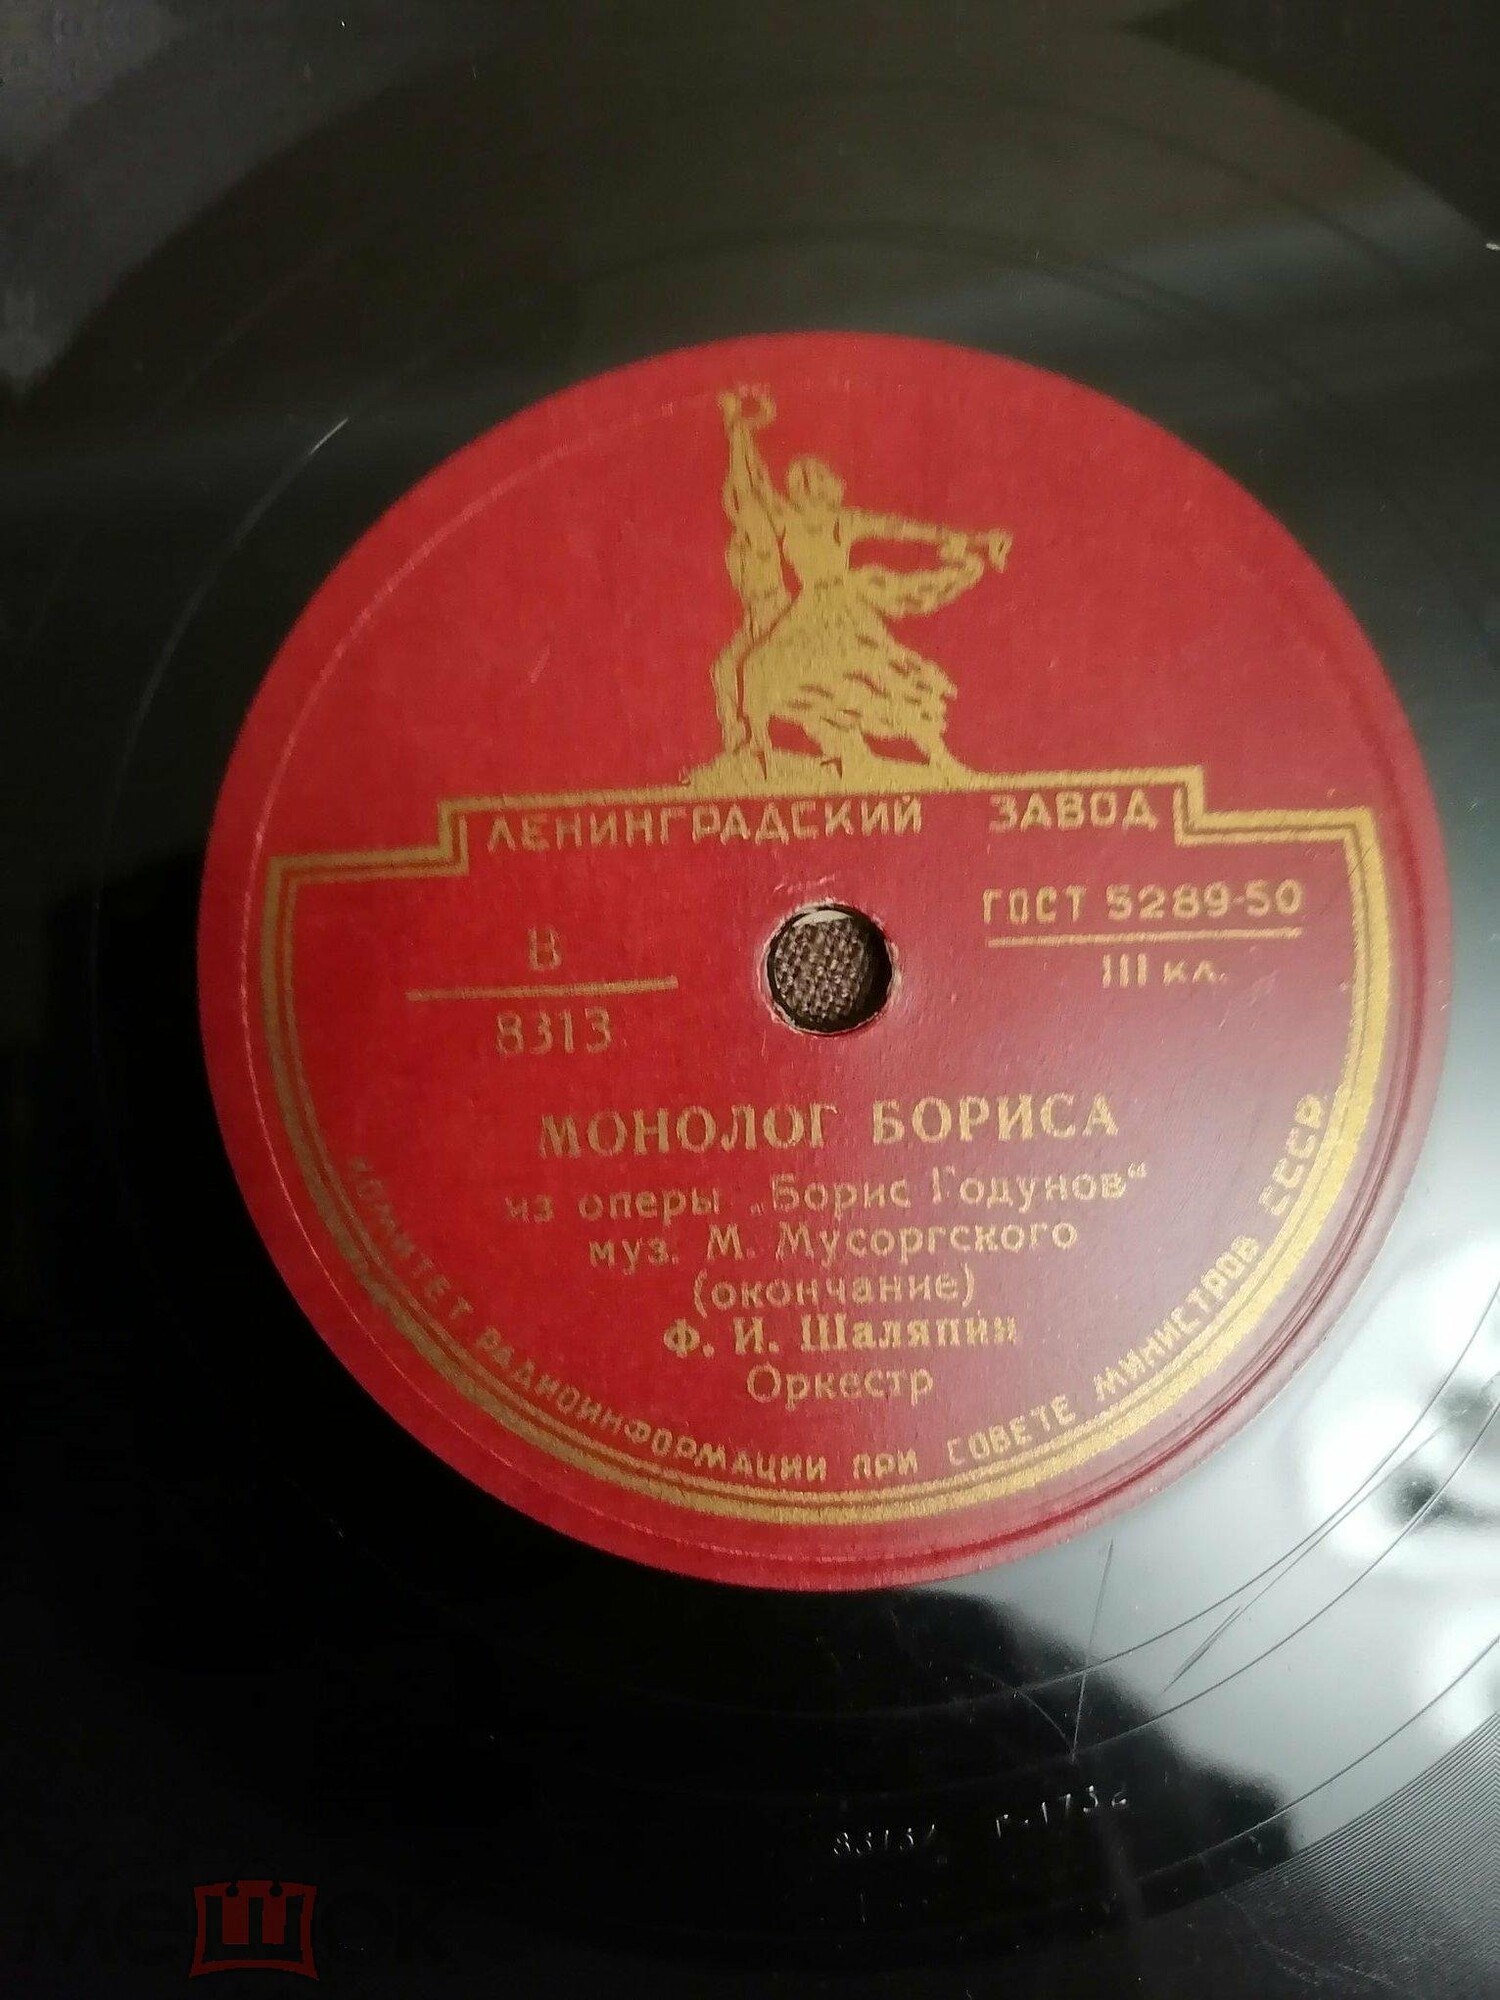 ЛЕНИНГРАДСКИЙ ЗАВОД
ГОСТ 5289-50
III кл.
В
8313
МОНОЛОГ БОРИСА
из оперы „Борис Годунов“
муз. М. Мусоргского
(окончание)
Ф. И. Шаляпин
Оркестр
КОМИТЕТ РАДИОИНФОРМАЦИИ ПРИ СОВЕТЕ МИНИСТРОВ СССР
мешок